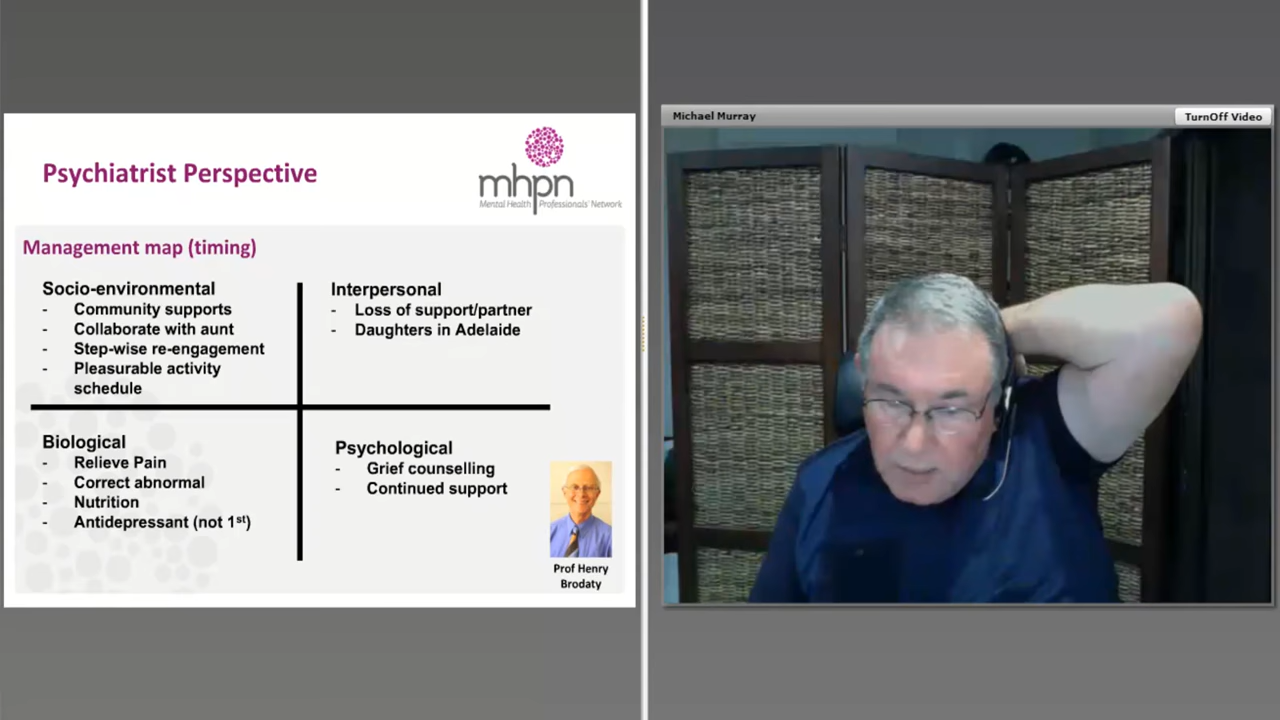 Psychiatrist Perspective
mhpn
Mental Health Professionals' Network
Management map (timing)
Socio-environmental
- Community supports
- Collaborate with aunt
- Step-wise re-engagement
- Pleasurable activity
schedule
Interpersonal
- Loss of support/partner
- Daughters in Adelaide
Biological
- Relieve Pain
- Correct abnormal
- Nutrition
- Antidepressant (not 1st)
Psychological
- Grief counselling
- Continued support
Prof Henry
Brodaty
Michael Murray
TurnOff Video